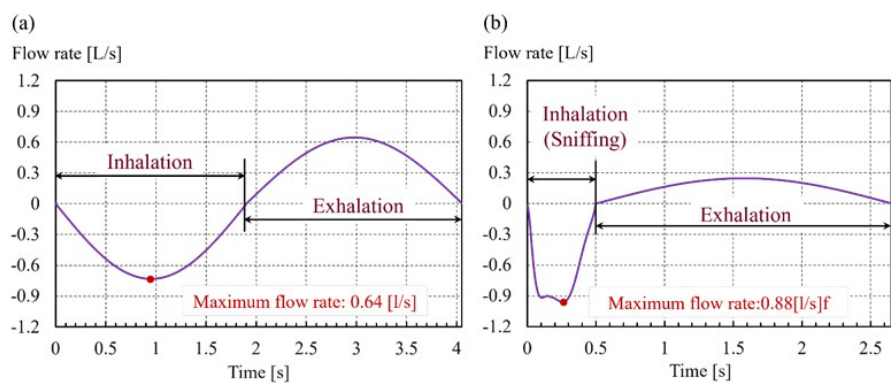 (a)
Flow rate [L/s]
1.2
0.9
0.6
0.3
0
-0.3
-0.6
-0.9
-1.2
Inhalation
Exhalation
Maximum flow rate: 0.64 [l/s]
0 0.5 1 1.5 2 2.5 3 3.5 4
Time [s]
(b)
Flow rate [L/s]
1.2
0.9
0.6
0.3
0
-0.3
-0.6
-0.9
-1.2
Inhalation
(Sniffing)
Exhalation
Maximum flow rate:0.88[l/s]f
0 0.5 1 1.5 2 2.5
Time [s]